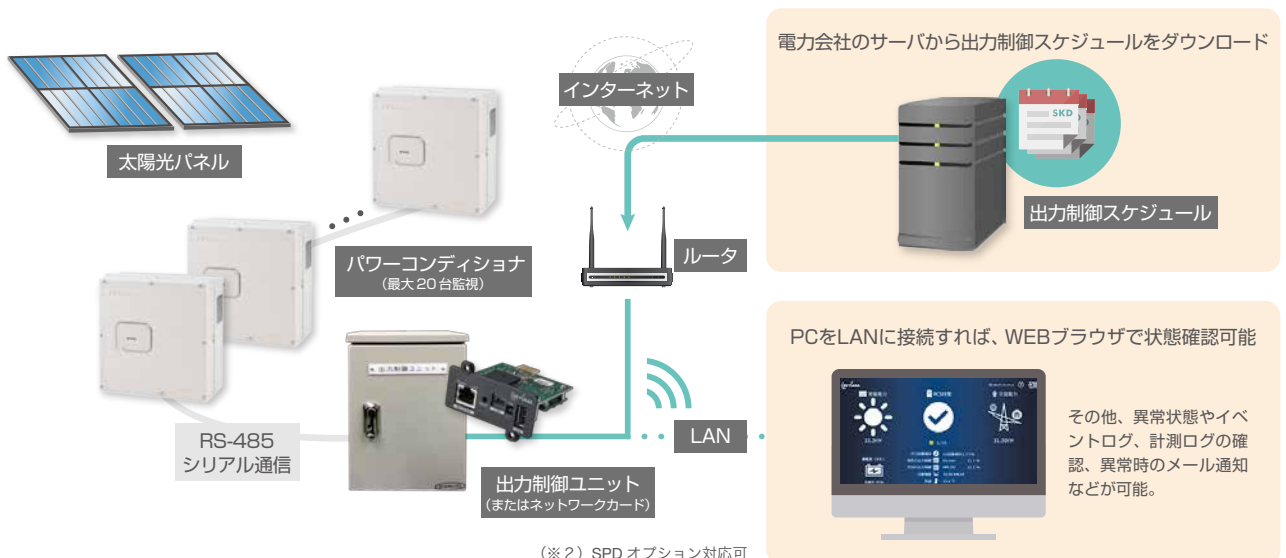 電力会社のサーバから出力制御スケジュールをダウンロード
インターネット
SKD
太陽光パネル
出力制御スケジュール
ルータ
パワーコンディショナ
(最大20台監視)
PCをLANに接続すれば、WEBブラウザで状態確認可能
出力制御ユニット
その他、異常状態やイベ
ントログ、計測ログの確
認、異常時のメール通知
などが可能。
RS-485
シリアル通信
LAN
出力制御ユニット
(またはネットワークカード)
(※2) SPD オプション対応可